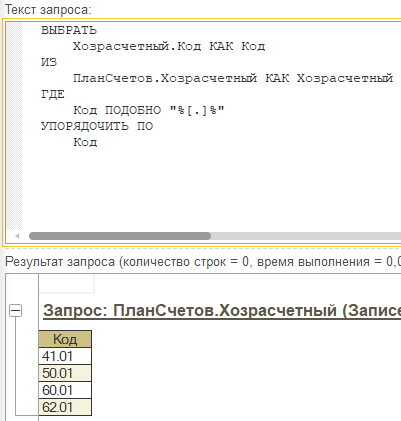 Текст запроса:
ВЫБРАТЬ
Хозрасчетный.Код КАК Код
ИЗ
ПланСчетов.Хозрасчетный КАК Хозрасчетный
ГДЕ
Код ПОДОБНО "%[.]%"
УПОРЯДОЧИТЬ ПО
Код
Результат запроса (количество строк = 0, время выполнения = 0,0
Запрос: ПланСчетов.Хозрасчетный (Записе
Код
41.01
50.01
60.01
62.01